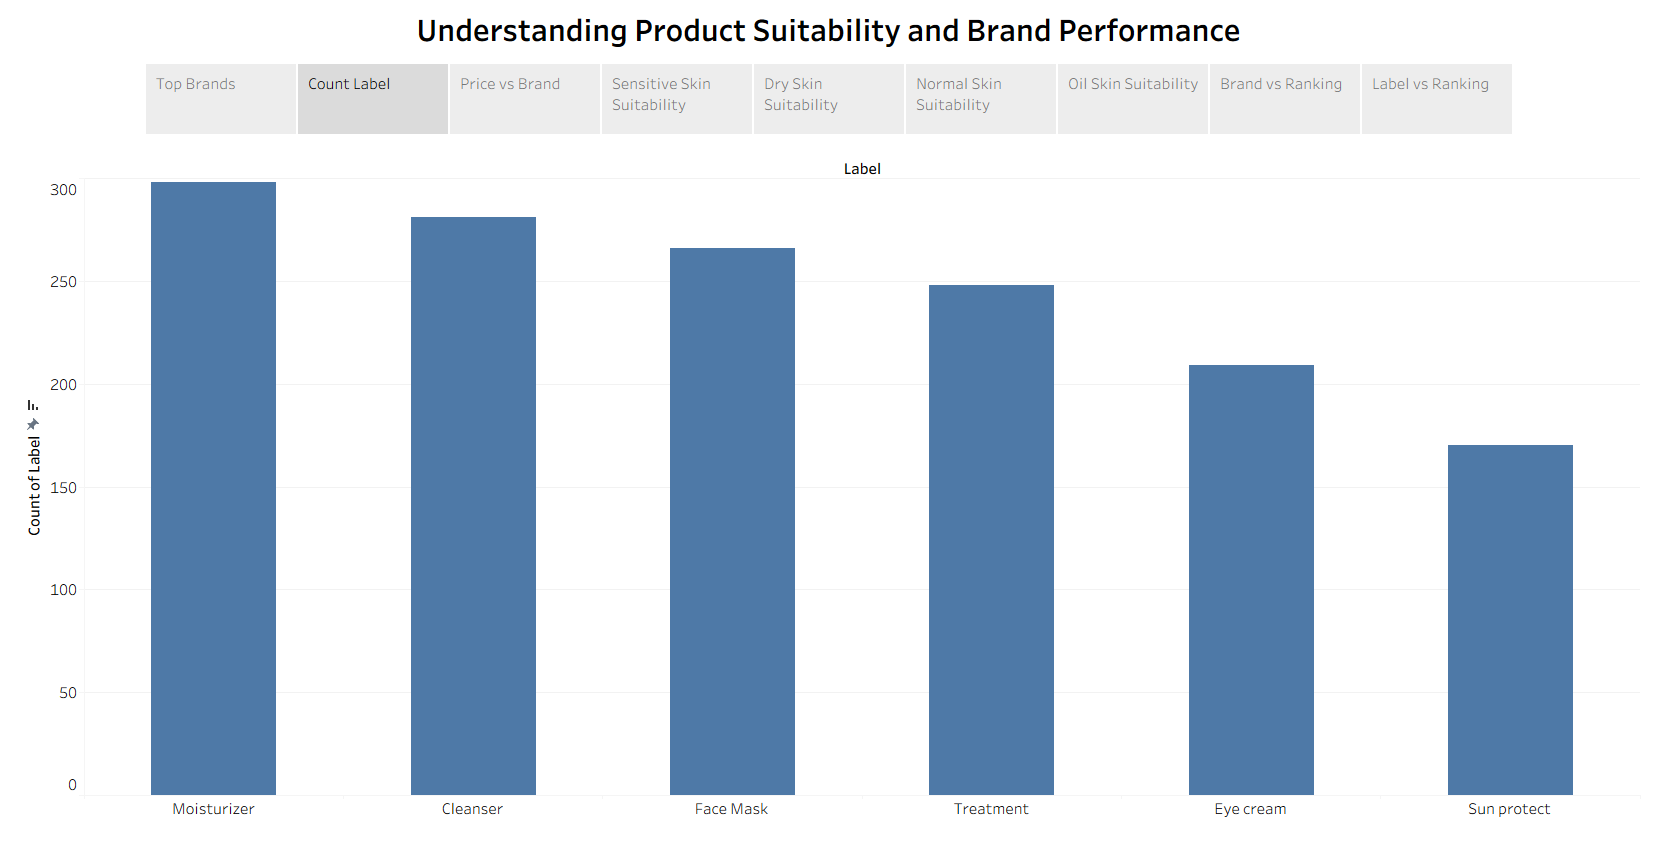 Understanding Product Suitability and Brand Performance
Top Brands
Count Label
Price vs Brand
Sensitive Skin
Suitability
Dry Skin
Suitability
Normal Skin
Suitability
Oil Skin Suitability
Brand vs Ranking
Label vs Ranking
Label
Count of Label
300
250
200
150
100
50
0
Moisturizer
Cleanser
Face Mask
Treatment
Eye cream
Sun protect